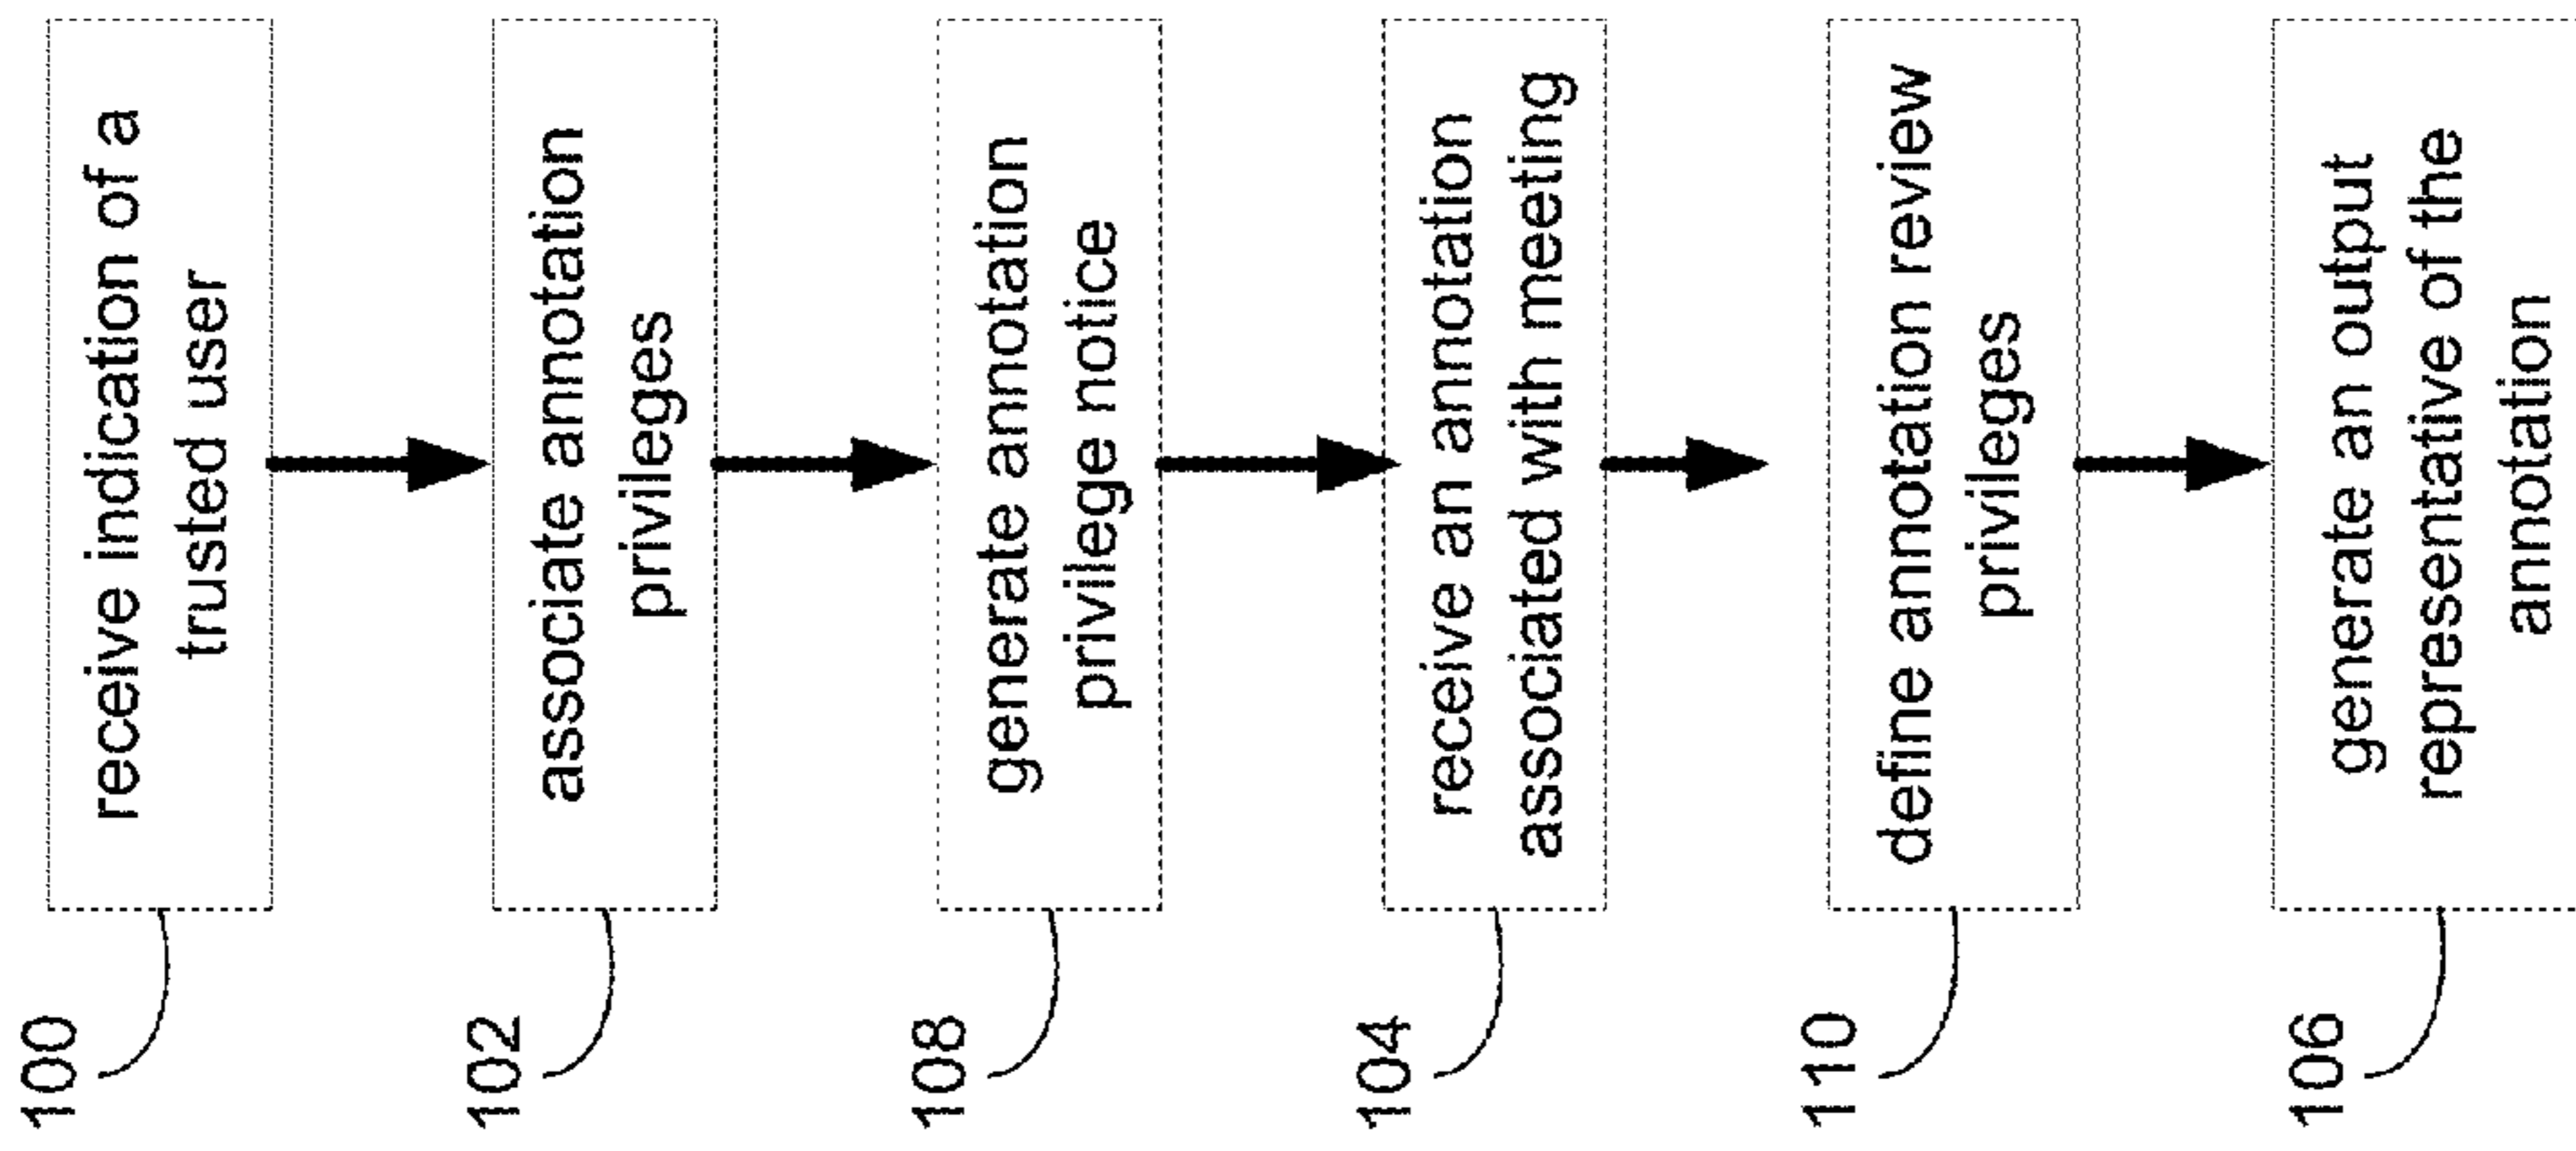 100
receive indication of a
trusted user
102
associate annotation
privileges
108
generate annotation
privilege notice
104
receive an annotation
associated with meeting
110
define annotation review
privileges
106
generate an output
representative of the
annotation